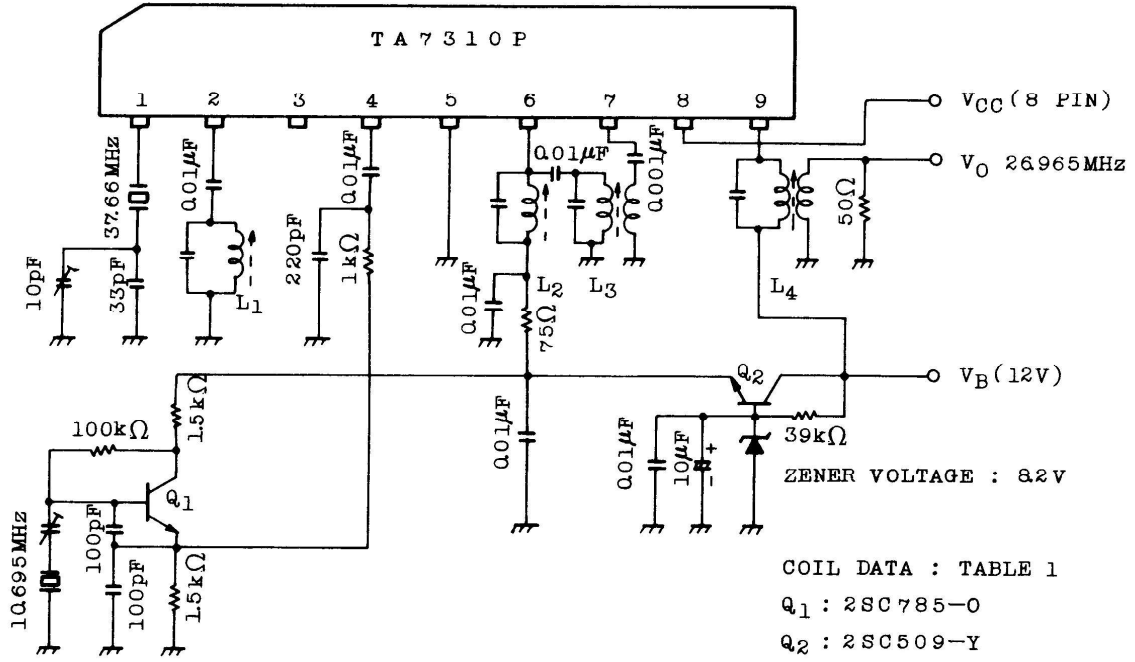 TA7310P
1 2 3 4 5 6 7 8 9
VCC(8 PIN)
VO 26.965MHz
37.66MHz
0.01μF
0.01μF
0.01μF
0.001μF
50Ω
10pF
33pF
L1
220pF
1kΩ
0.01μF
L2
75Ω
L3
L4
Q2
VB(12V)
1.5kΩ
100kΩ
0.01μF
0.01μF
10μF
+
-
39kΩ
ZENER VOLTAGE : 8.2V
Q1
10.695MHz
100pF
100pF
1.5kΩ
COIL DATA : TABLE 1
Q1 : 2SC785-O
Q2 : 2SC509-Y